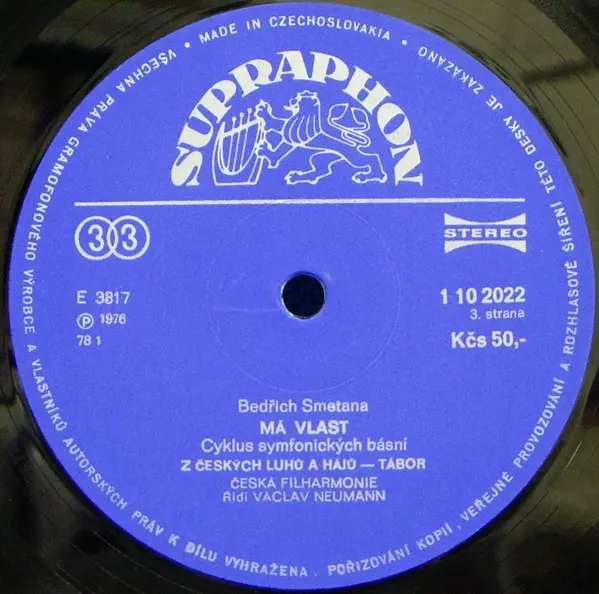 VŠECHNA PRÁVA GRAMOFONOVÉHO VÝROBCE A VLASTNÍKŮ AUTORSKÝCH PRÁV K DÍLU VYHRAŽENA. POŘIZOVÁNÍ KOPIÍ, VEŘEJNÉ PROVOZOVÁNÍ A ROZHLASOVÉ ŠÍŘENÍ TÉTO DESKY JE ZAKÁZÁNO
• MADE IN CZECHOSLOVAKIA •
SUPRAPHON
33
STEREO
E 3817
1 10 2022
Ⓟ 1976
3. strana
78 1
Kčs 50,-
Bedřich Smetana
MÁ VLAST
Cyklus symfonických básní
Z ČESKÝCH LUHŮ A HÁJŮ — TÁBOR
ČESKÁ FILHARMONIE
Řídí VÁCLAV NEUMANN